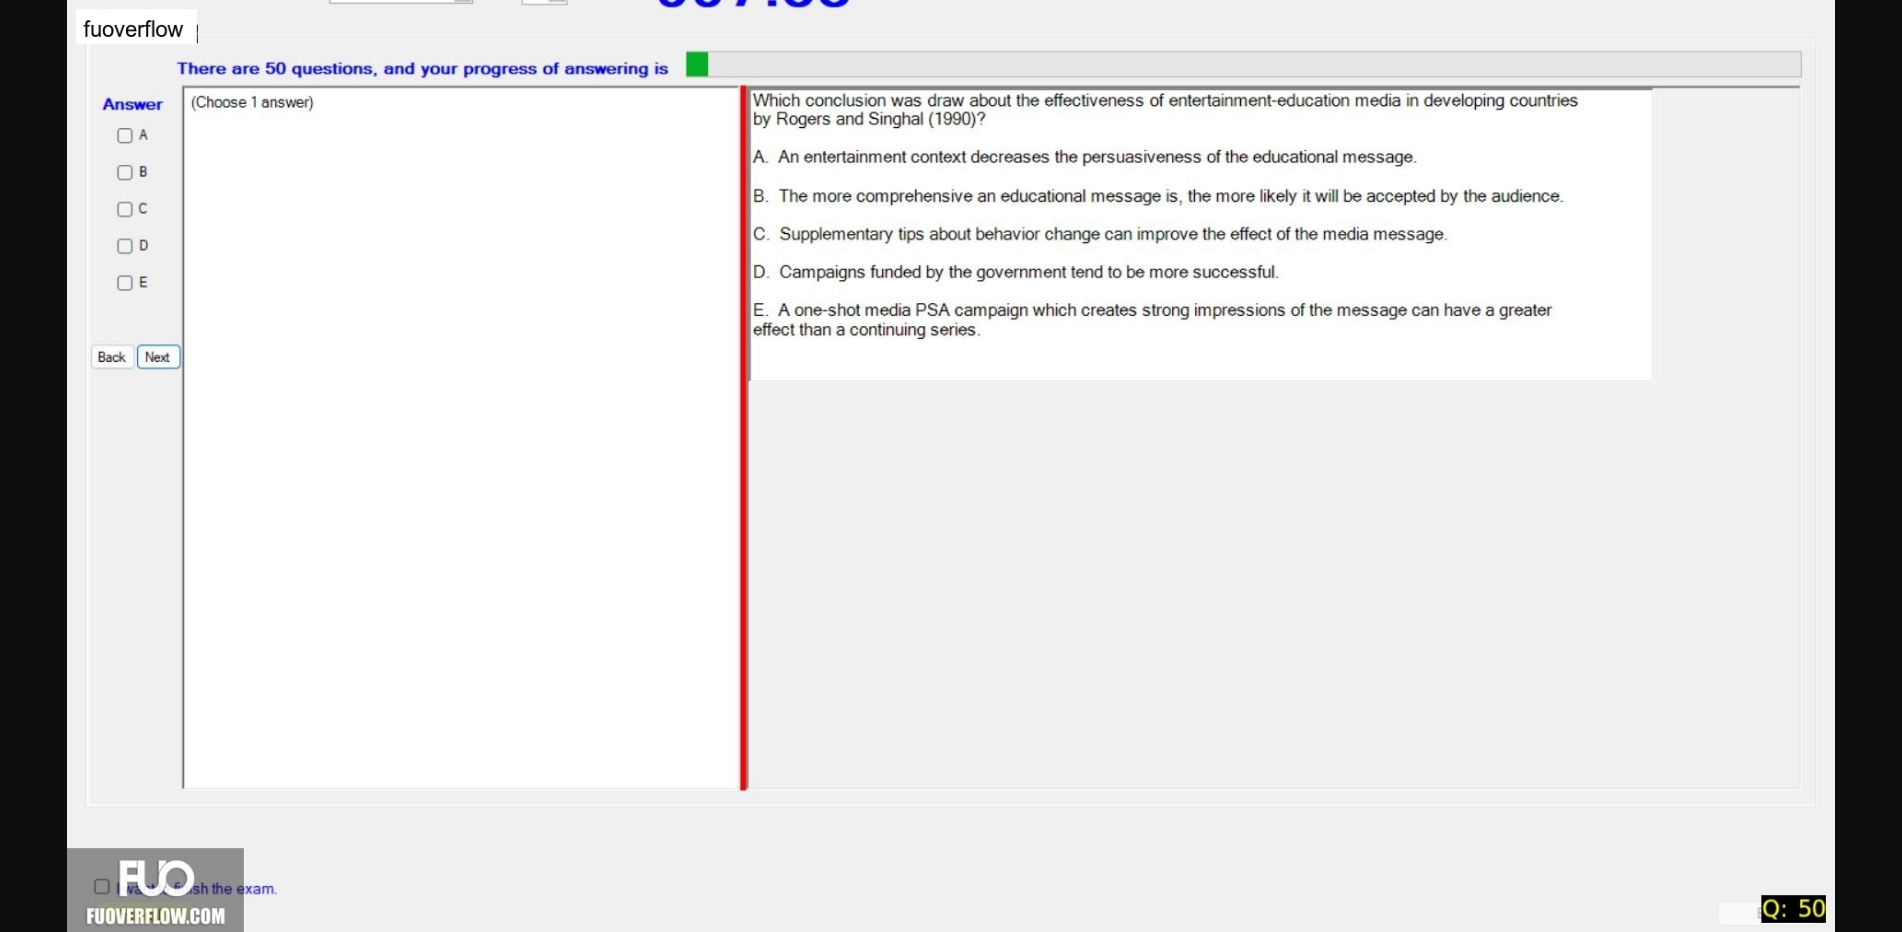 fuoverflow
There are 50 questions, and your progress of answering is
Answer
(Choose 1 answer)
A
B
C
D
E
Back Next
Which conclusion was draw about the effectiveness of entertainment-education media in developing countries
by Rogers and Singhal (1990)?
A. An entertainment context decreases the persuasiveness of the educational message.
B. The more comprehensive an educational message is, the more likely it will be accepted by the audience.
C. Supplementary tips about behavior change can improve the effect of the media message.
D. Campaigns funded by the government tend to be more successful.
E. A one-shot media PSA campaign which creates strong impressions of the message can have a greater
effect than a continuing series.
FUO
the exam.
FUOVERFLOW.COM
Q: 50